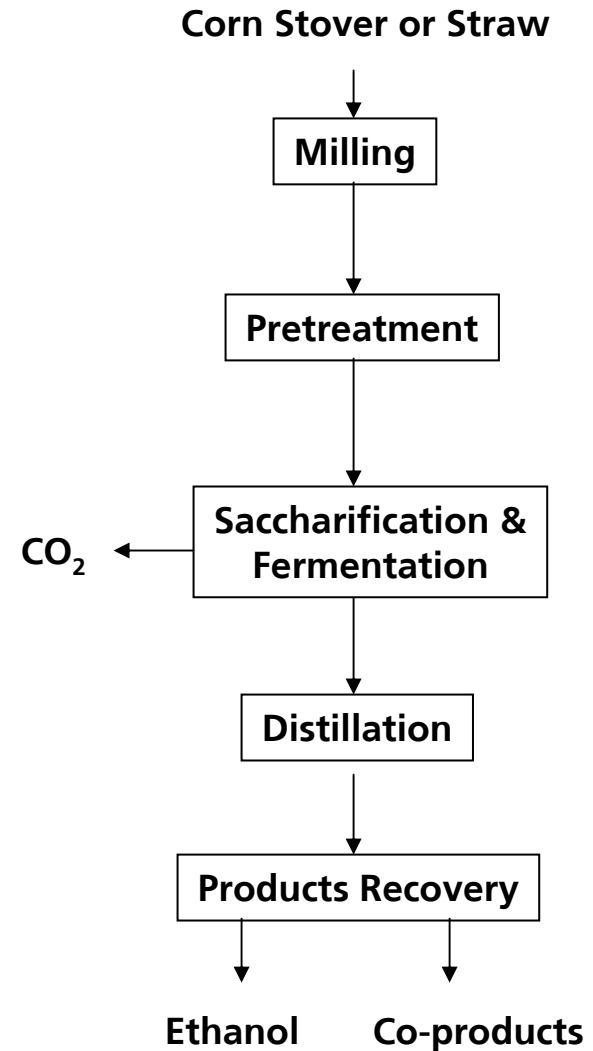 Corn Stover or Straw
Milling
Pretreatment
Saccharification &
Fermentation
CO₂
Distillation
Products Recovery
Ethanol
Co-products